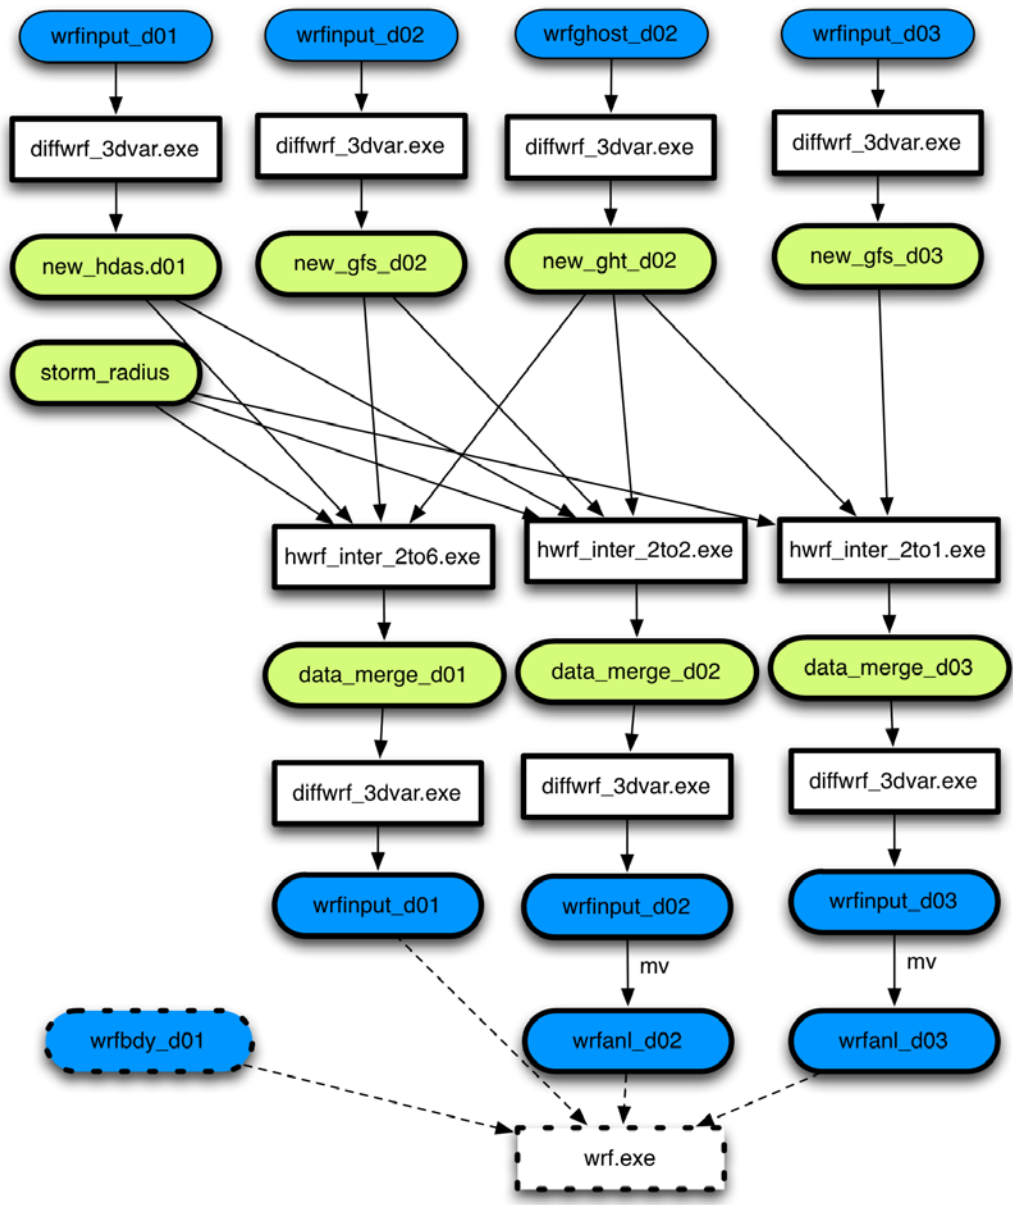 wrfinput_d01
wrfinput_d02
wrfghost_d02
wrfinput_d03
diffwrf_3dvar.exe
diffwrf_3dvar.exe
diffwrf_3dvar.exe
diffwrf_3dvar.exe
new_hdas.d01
new_gfs_d02
new_ght_d02
new_gfs_d03
storm_radius
hwrf_inter_2to6.exe
hwrf_inter_2to2.exe
hwrf_inter_2to1.exe
data_merge_d01
data_merge_d02
data_merge_d03
diffwrf_3dvar.exe
diffwrf_3dvar.exe
diffwrf_3dvar.exe
wrfinput_d01
wrfinput_d02
wrfinput_d03
mv
mv
wrfbdy_d01
wrfanl_d02
wrfanl_d03
wrf.exe